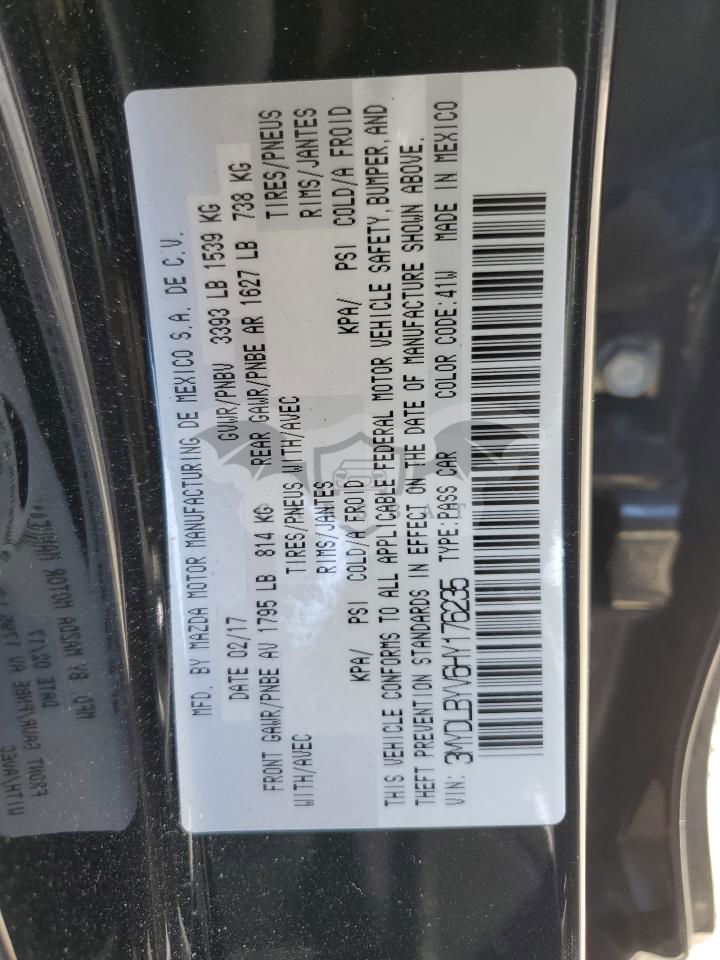 MFD. BY MAZDA MOTOR MANUFACTURING DE MEXICO S.A. DE C.V.
DATE 02/17 GVWR/PNBV 3393 LB 1539 KG
FRONT GAWR/PNBE AV 1795 LB 814 KG REAR GAWR/PNBE AR 1627 LB 738 KG
WITH/AVEC TIRES/PNEUS WITH/AVEC TIRES/PNEUS
RIMS/JANTES RIMS/JANTES
KPA/ PSI COLD/A FROID KPA/ PSI COLD/A FROID
THIS VEHICLE CONFORMS TO ALL APPLICABLE FEDERAL MOTOR VEHICLE SAFETY, BUMPER, AND
THEFT PREVENTION STANDARDS IN EFFECT ON THE DATE OF MANUFACTURE SHOWN ABOVE.
VIN: 3MYDLBYV6HY176235 TYPE:PASS CAR COLOR CODE:41W MADE IN MEXICO